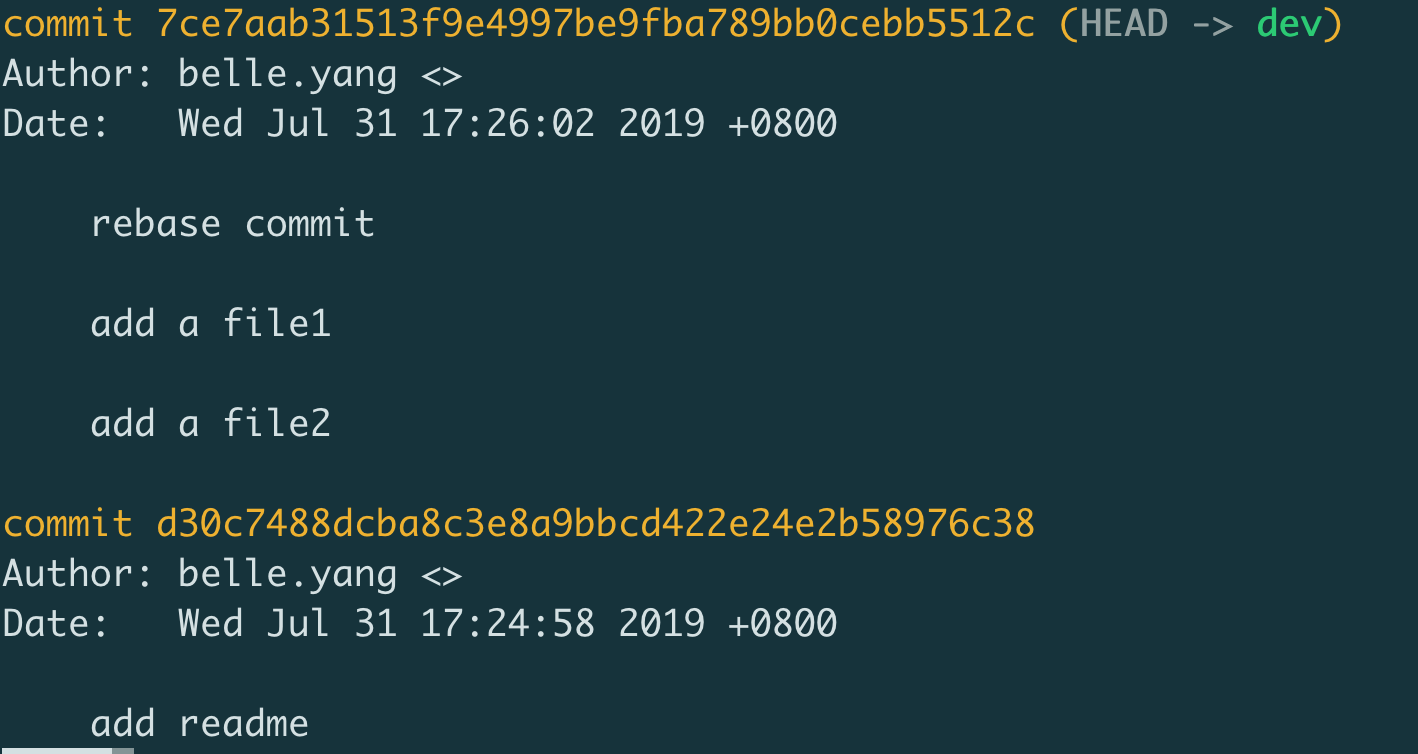 commit 7ce7aab31513f9e4997be9fba789bb0cebb5512c (HEAD -> dev)
Author: belle.yang <>
Date:   Wed Jul 31 17:26:02 2019 +0800
rebase commit
add a file1
add a file2
commit d30c7488dcba8c3e8a9bbcd422e24e2b58976c38
Author: belle.yang <>
Date:   Wed Jul 31 17:24:58 2019 +0800
add readme